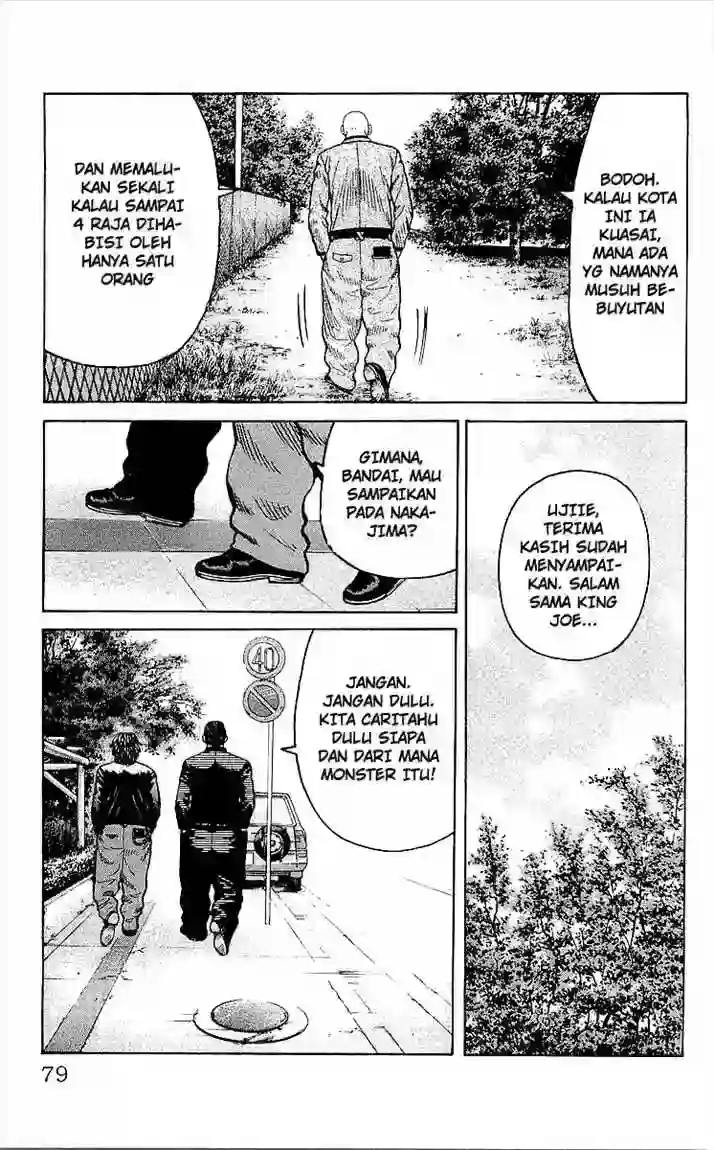 BODOH.
KALAU KOTA
INI IA
KUASAI,
MANA ADA
YG NAMANYA
MUSUH BE-
BUYUTAN
DAN MEMALU-
KAN SEKALI
KALAU SAMPAI
4 RAJA DIHA-
BISI OLEH
HANYA SATU
ORANG
UJIIE,
TERIMA
KASIH SUDAH
MENYAMPAI-
KAN. SALAM
SAMA KING
JOE...
GIMANA,
BANDAI, MAU
SAMPAIKAN
PADA NAKA-
JIMA?
40
JANGAN.
JANGAN DULU.
KITA CARITAHU
DULU SIAPA
DAN DARI MANA
MONSTER ITU!
79